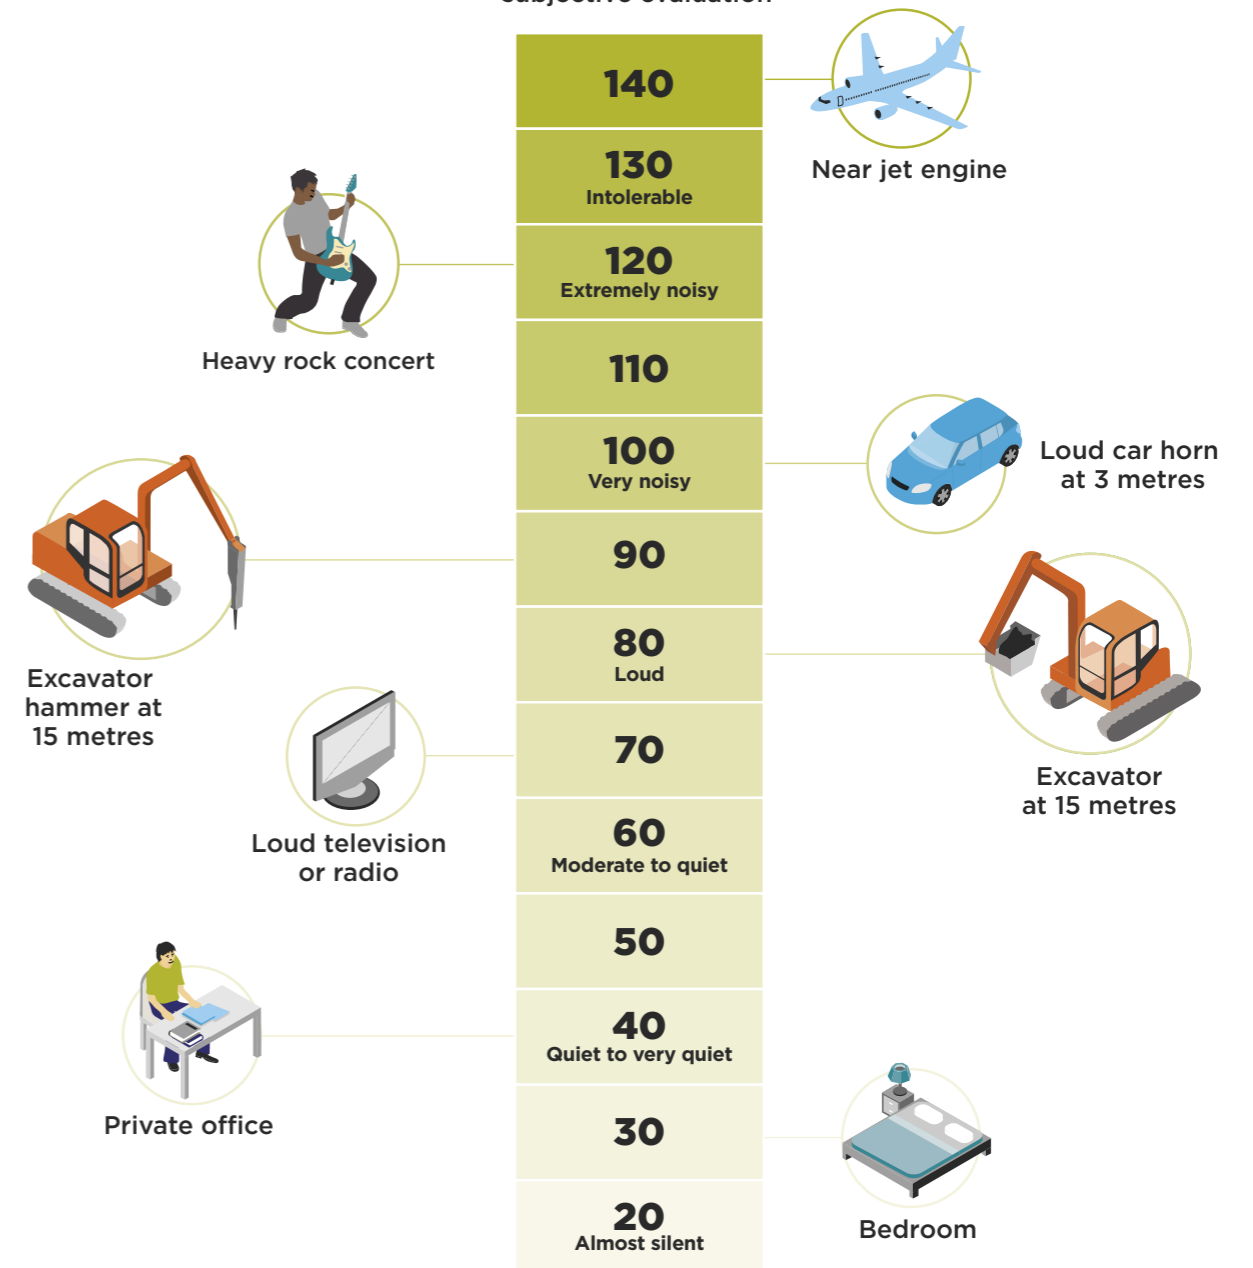 subjective evaluation
140
Near jet engine
130
Intolerable
120
Extremely noisy
Heavy rock concert
110
100
Very noisy
Loud car horn
at 3 metres
90
Excavator
hammer at
15 metres
80
Loud
Excavator
at 15 metres
70
Loud television
or radio
60
Moderate to quiet
50
40
Quiet to very quiet
Private office
30
Bedroom
20
Almost silent